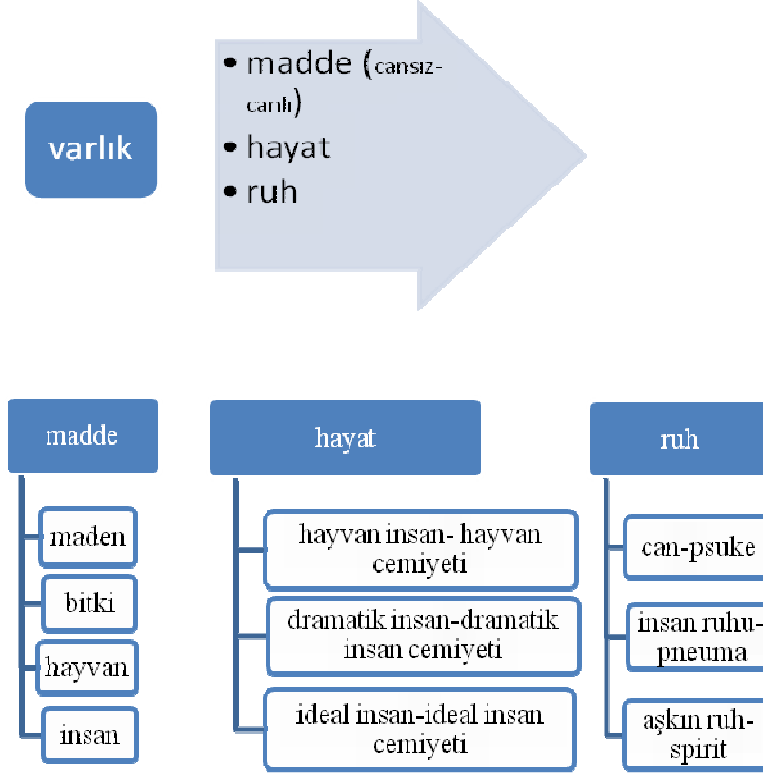 varlık
• madde (cansız-
canlı)
• hayat
• ruh
madde
maden
bitki
hayvan
insan
hayat
hayvan insan- hayvan
cemiyeti
dramatik insan-dramatik
insan cemiyeti
ideal insan-ideal insan
cemiyeti
ruh
can-psuke
insan ruhu-
pneuma
aşkın ruh-
spirit